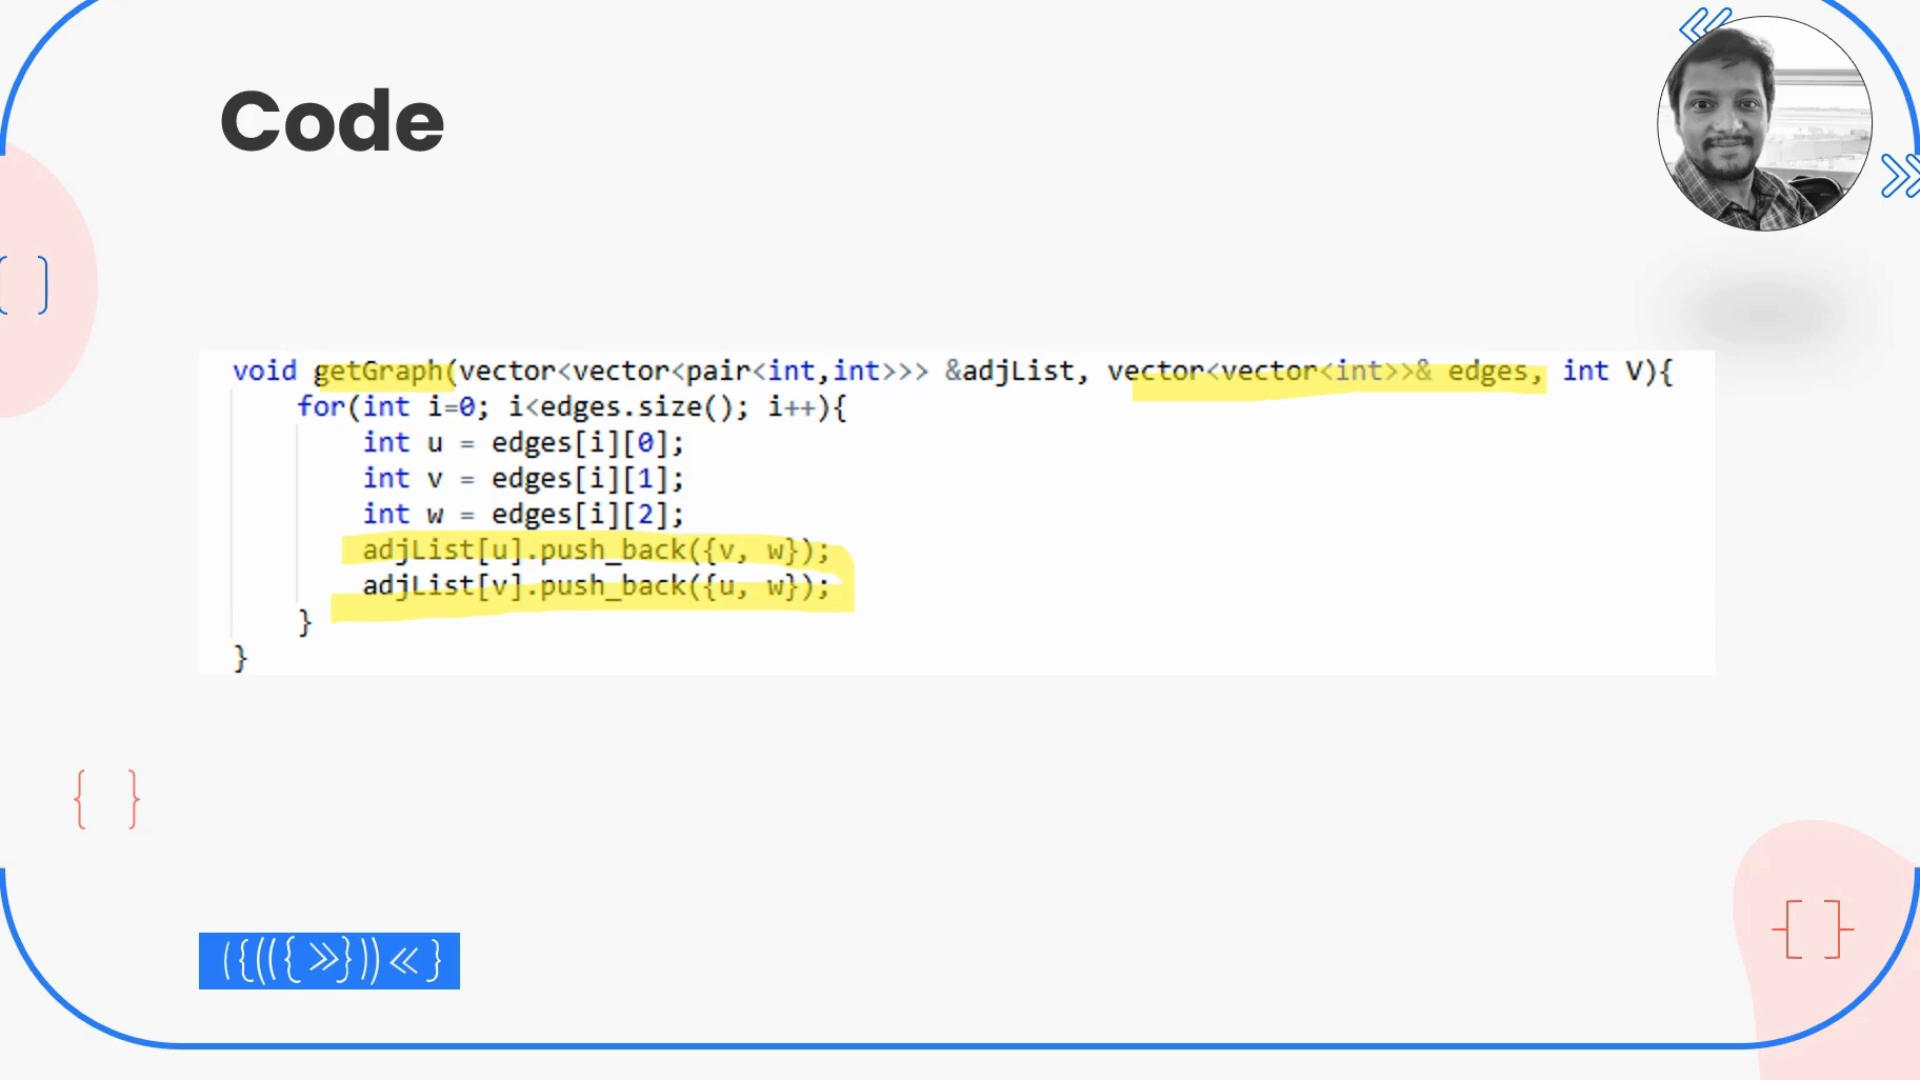 Code
void getGraph(vector<vector<pair<int,int>>> &adjList, vector<vector<int>>& edges, int V){
for(int i=0; i<edges.size(); i++){
int u = edges[i][0];
int v = edges[i][1];
int w = edges[i][2];
adjList[u].push_back({v, w});
adjList[v].push_back({u, w});
}
}
{ }
({(({ >>}))<< }